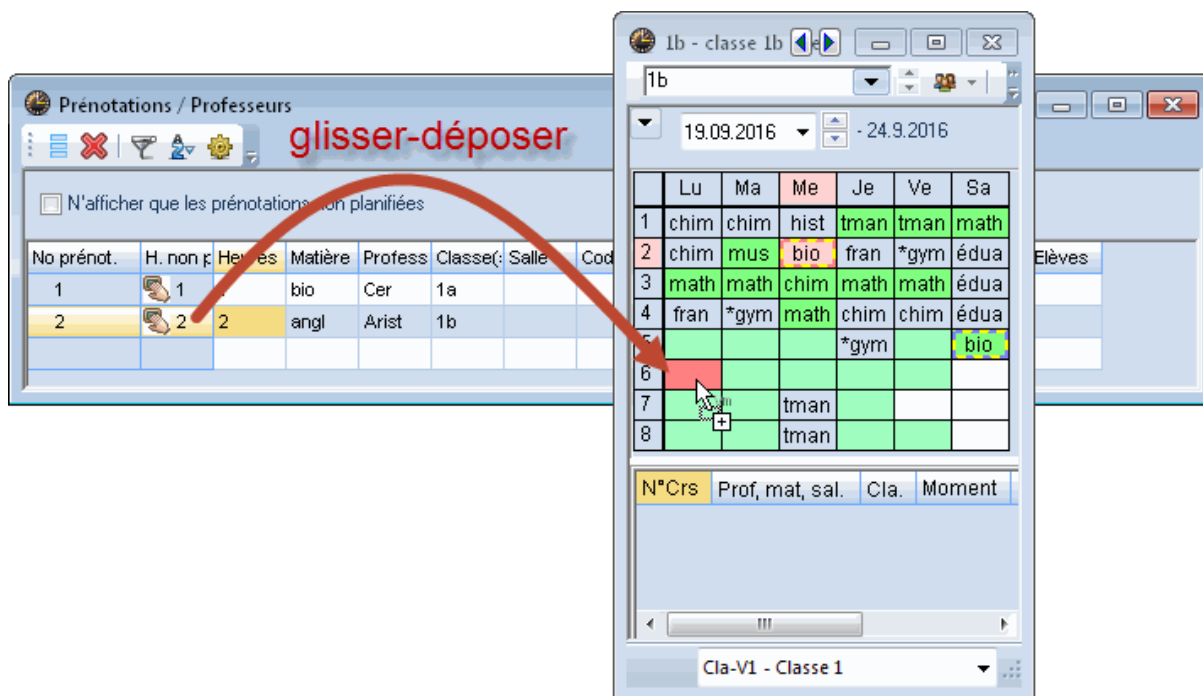 1b - classe 1b
1b
19.09.2016 - 24.9.2016
Prénotations / Professeurs
glisser-déposer
N'afficher que les prénotations non planifiées
No prénot. H. non p Heures Matière Profess Classe(: Salle Cod Elèves
1 1 bio Cer 1a
2 2 2 angl Arist 1b
Lu Ma Me Je Ve Sa
1 chim chim hist tman tman math
2 chim mus bio fran *gym édua
3 math math chim math math édua
4 fran *gym math chim chim édua
5 *gym bio
6
7 tman
8 tman
N°Crs Prof, mat, sal. Cla. Moment
Cla-V1 - Classe 1